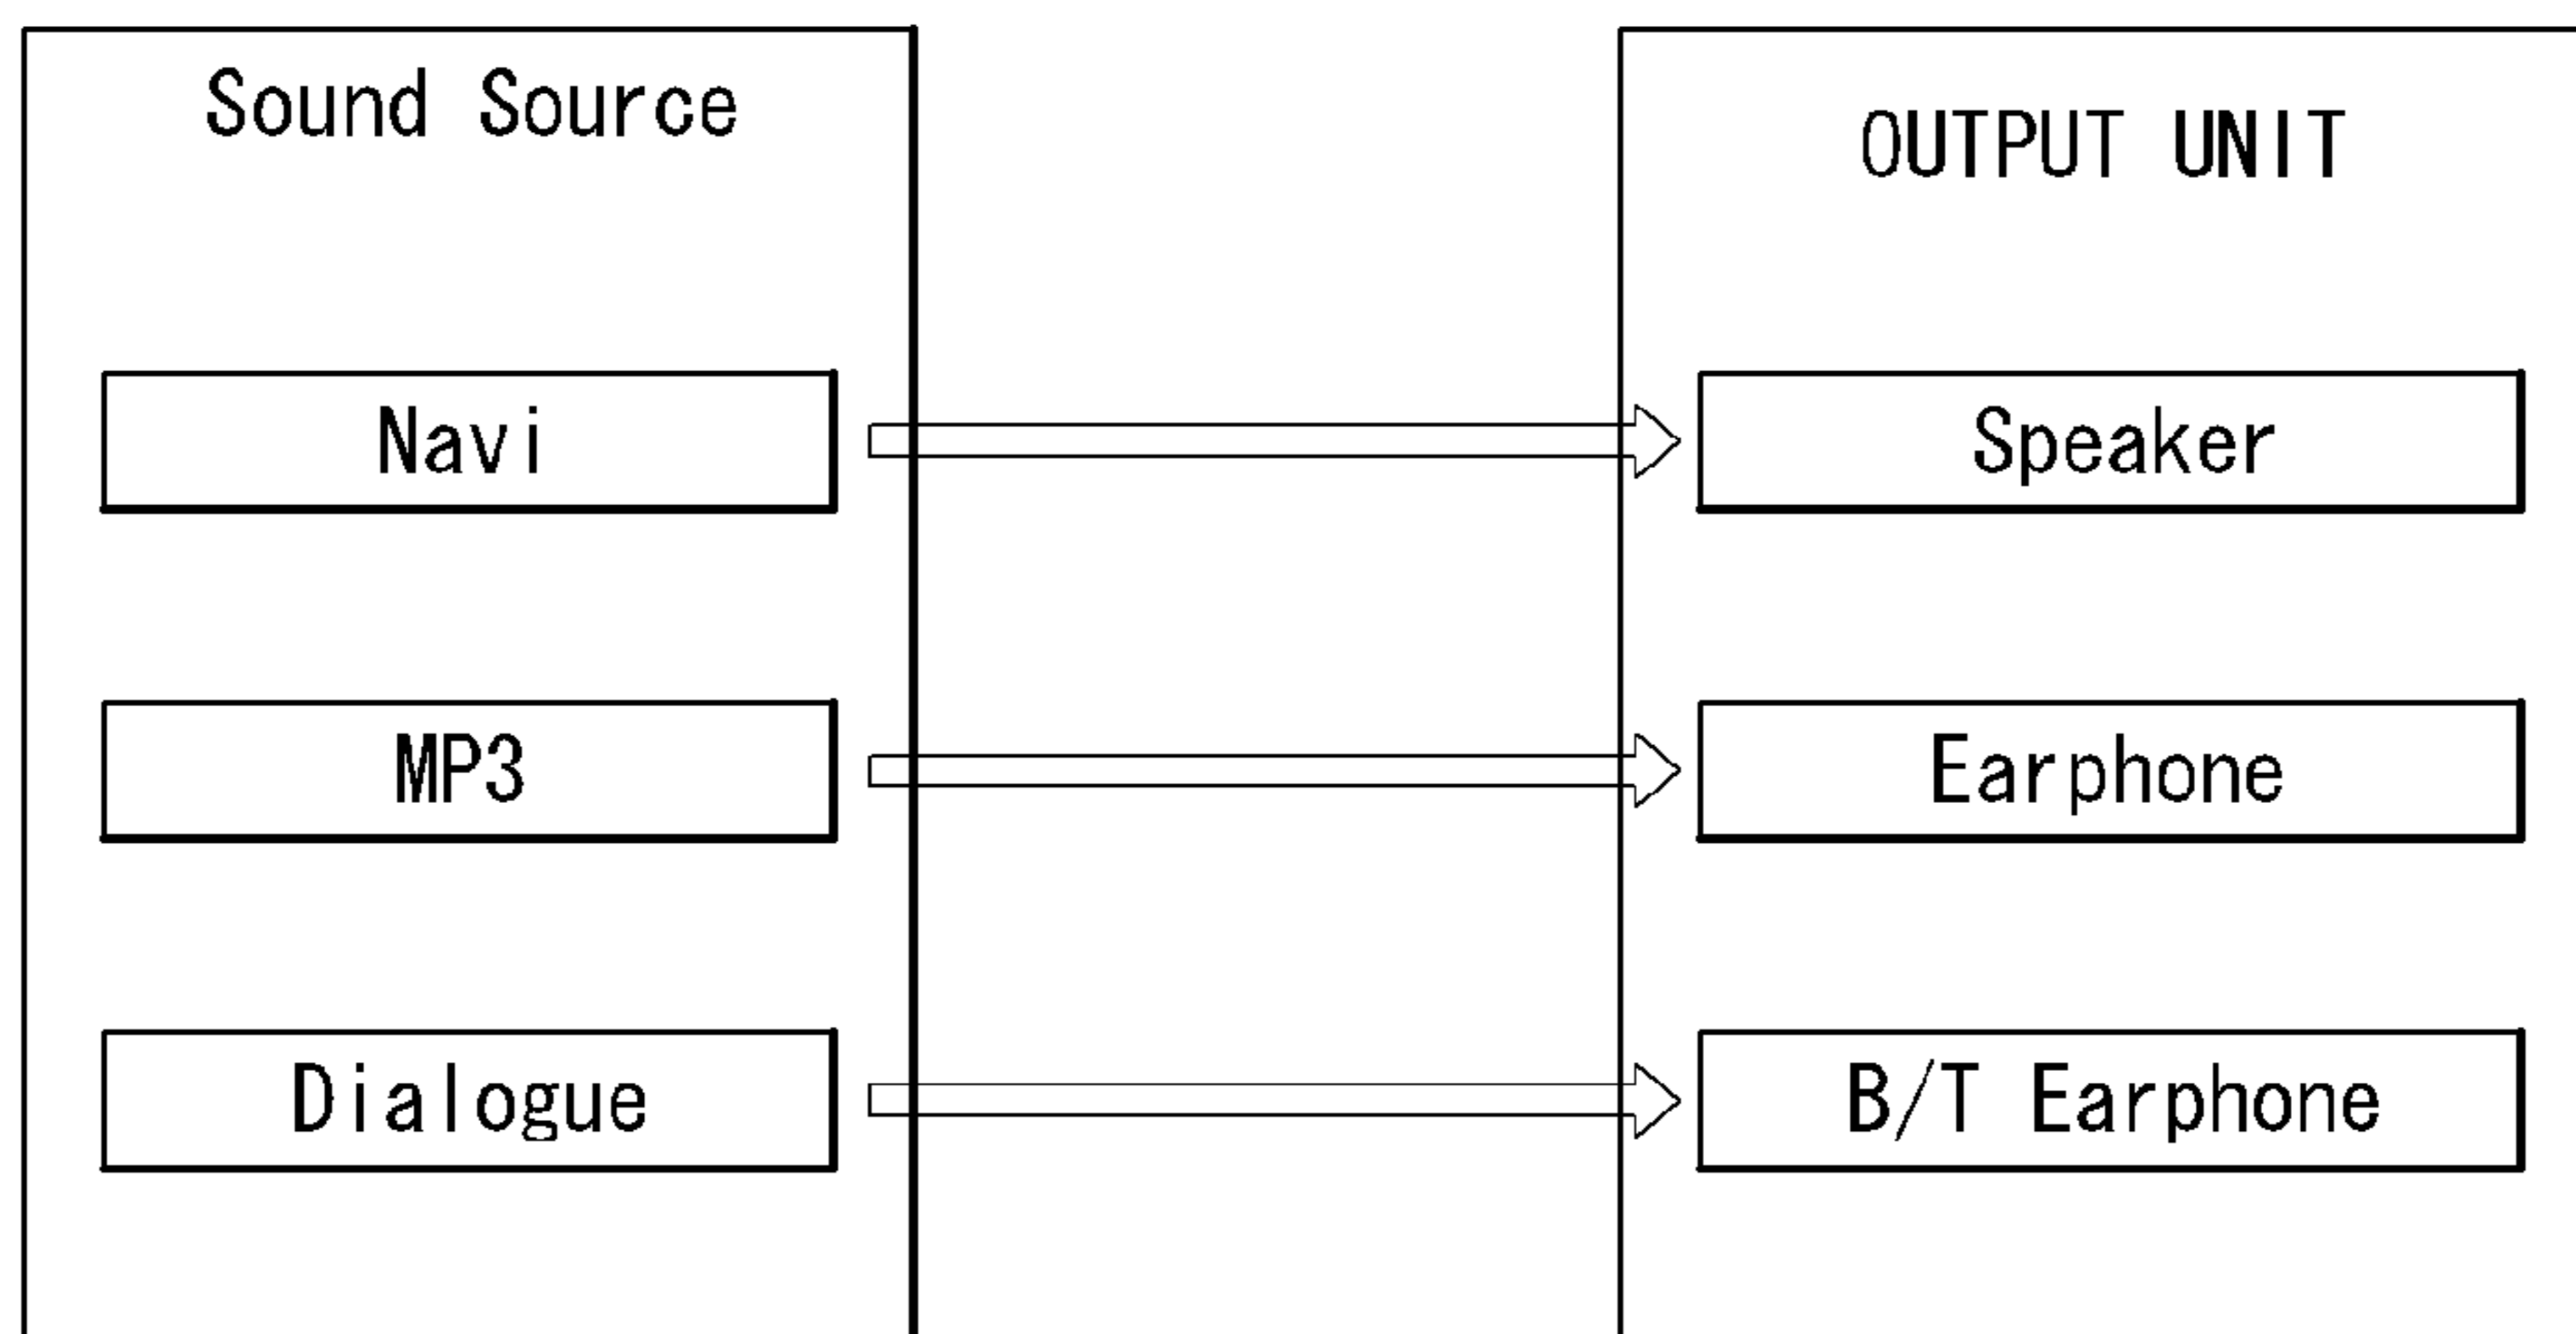 Sound Source
OUTPUT UNIT
Navi
Speaker
MP3
Earphone
Dialogue
B/T Earphone